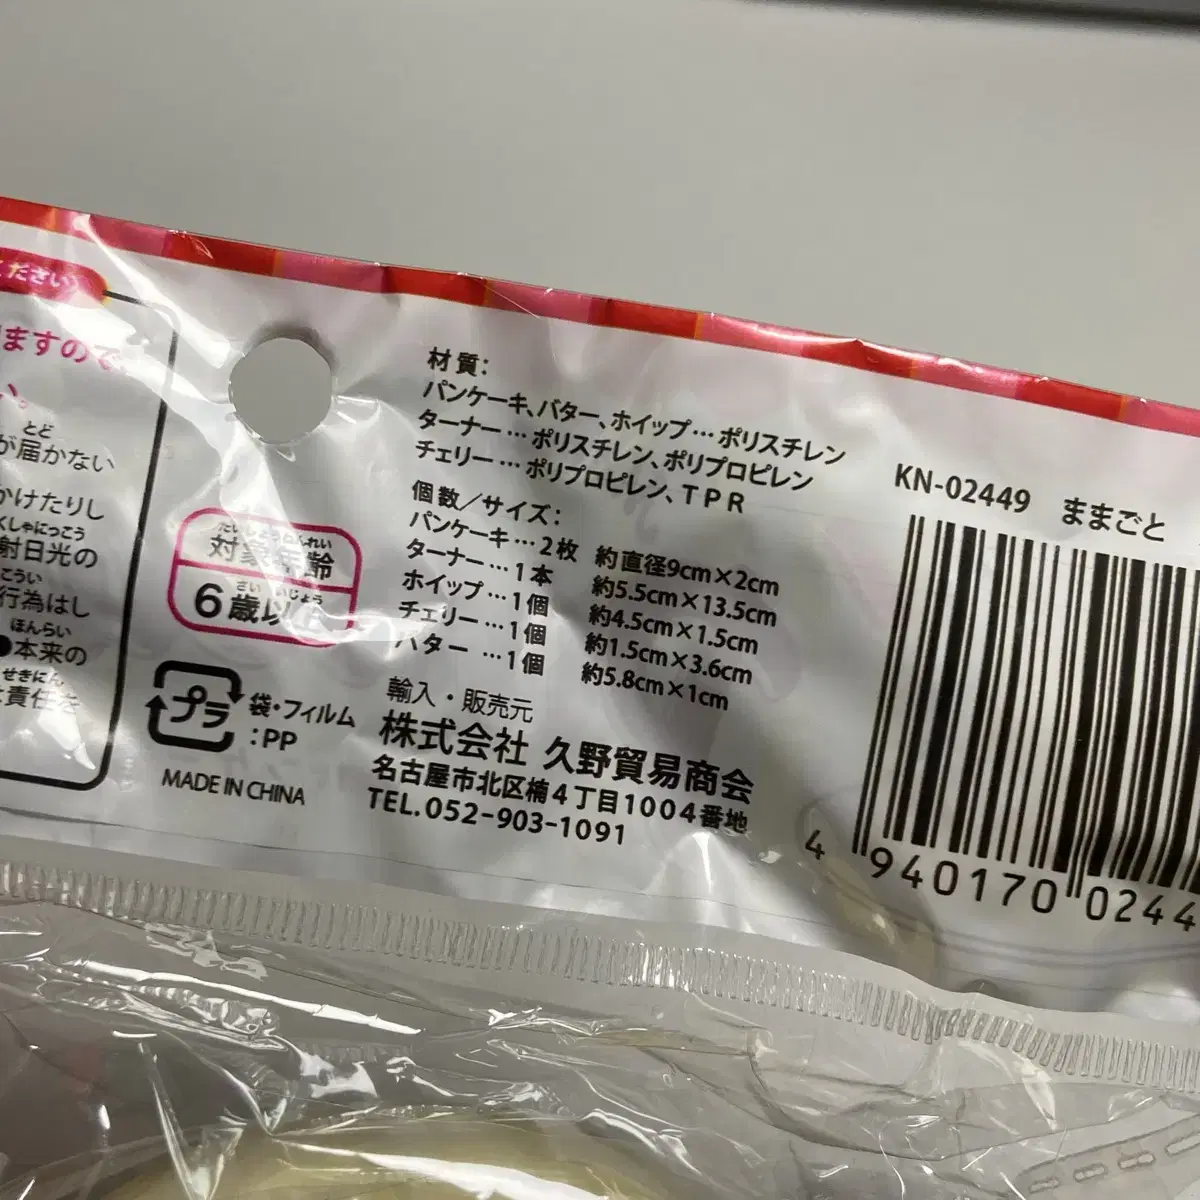 ください
ますので、
い。
とど
が届かない
かけたりし
くしゃにっこう
射日光の
こうい
行為はし
ほんらい
●本来の
せきにん
責任を
材質：
パンケーキ、バター、ホイップ…ポリスチレン
ターナー…ポリスチレン、ポリプロピレン
チェリー…ポリプロピレン、TPR
個数／サイズ：
パンケーキ…2枚 約直径9cm×2cm
ターナー…1本 約5.5cm×13.5cm
ホイップ…1個 約4.5cm×1.5cm
チェリー…1個 約1.5cm×3.6cm
バター…1個 約5.8cm×1cm
対象年齢
さい いじょう
6歳以上
プラ
袋・フィルム
：PP
MADE IN CHINA
輸入・販売元
株式会社 久野貿易商会
名古屋市北区楠4丁目1004番地
TEL.052-903-1091
KN-02449 ままごと
4 940170 0244